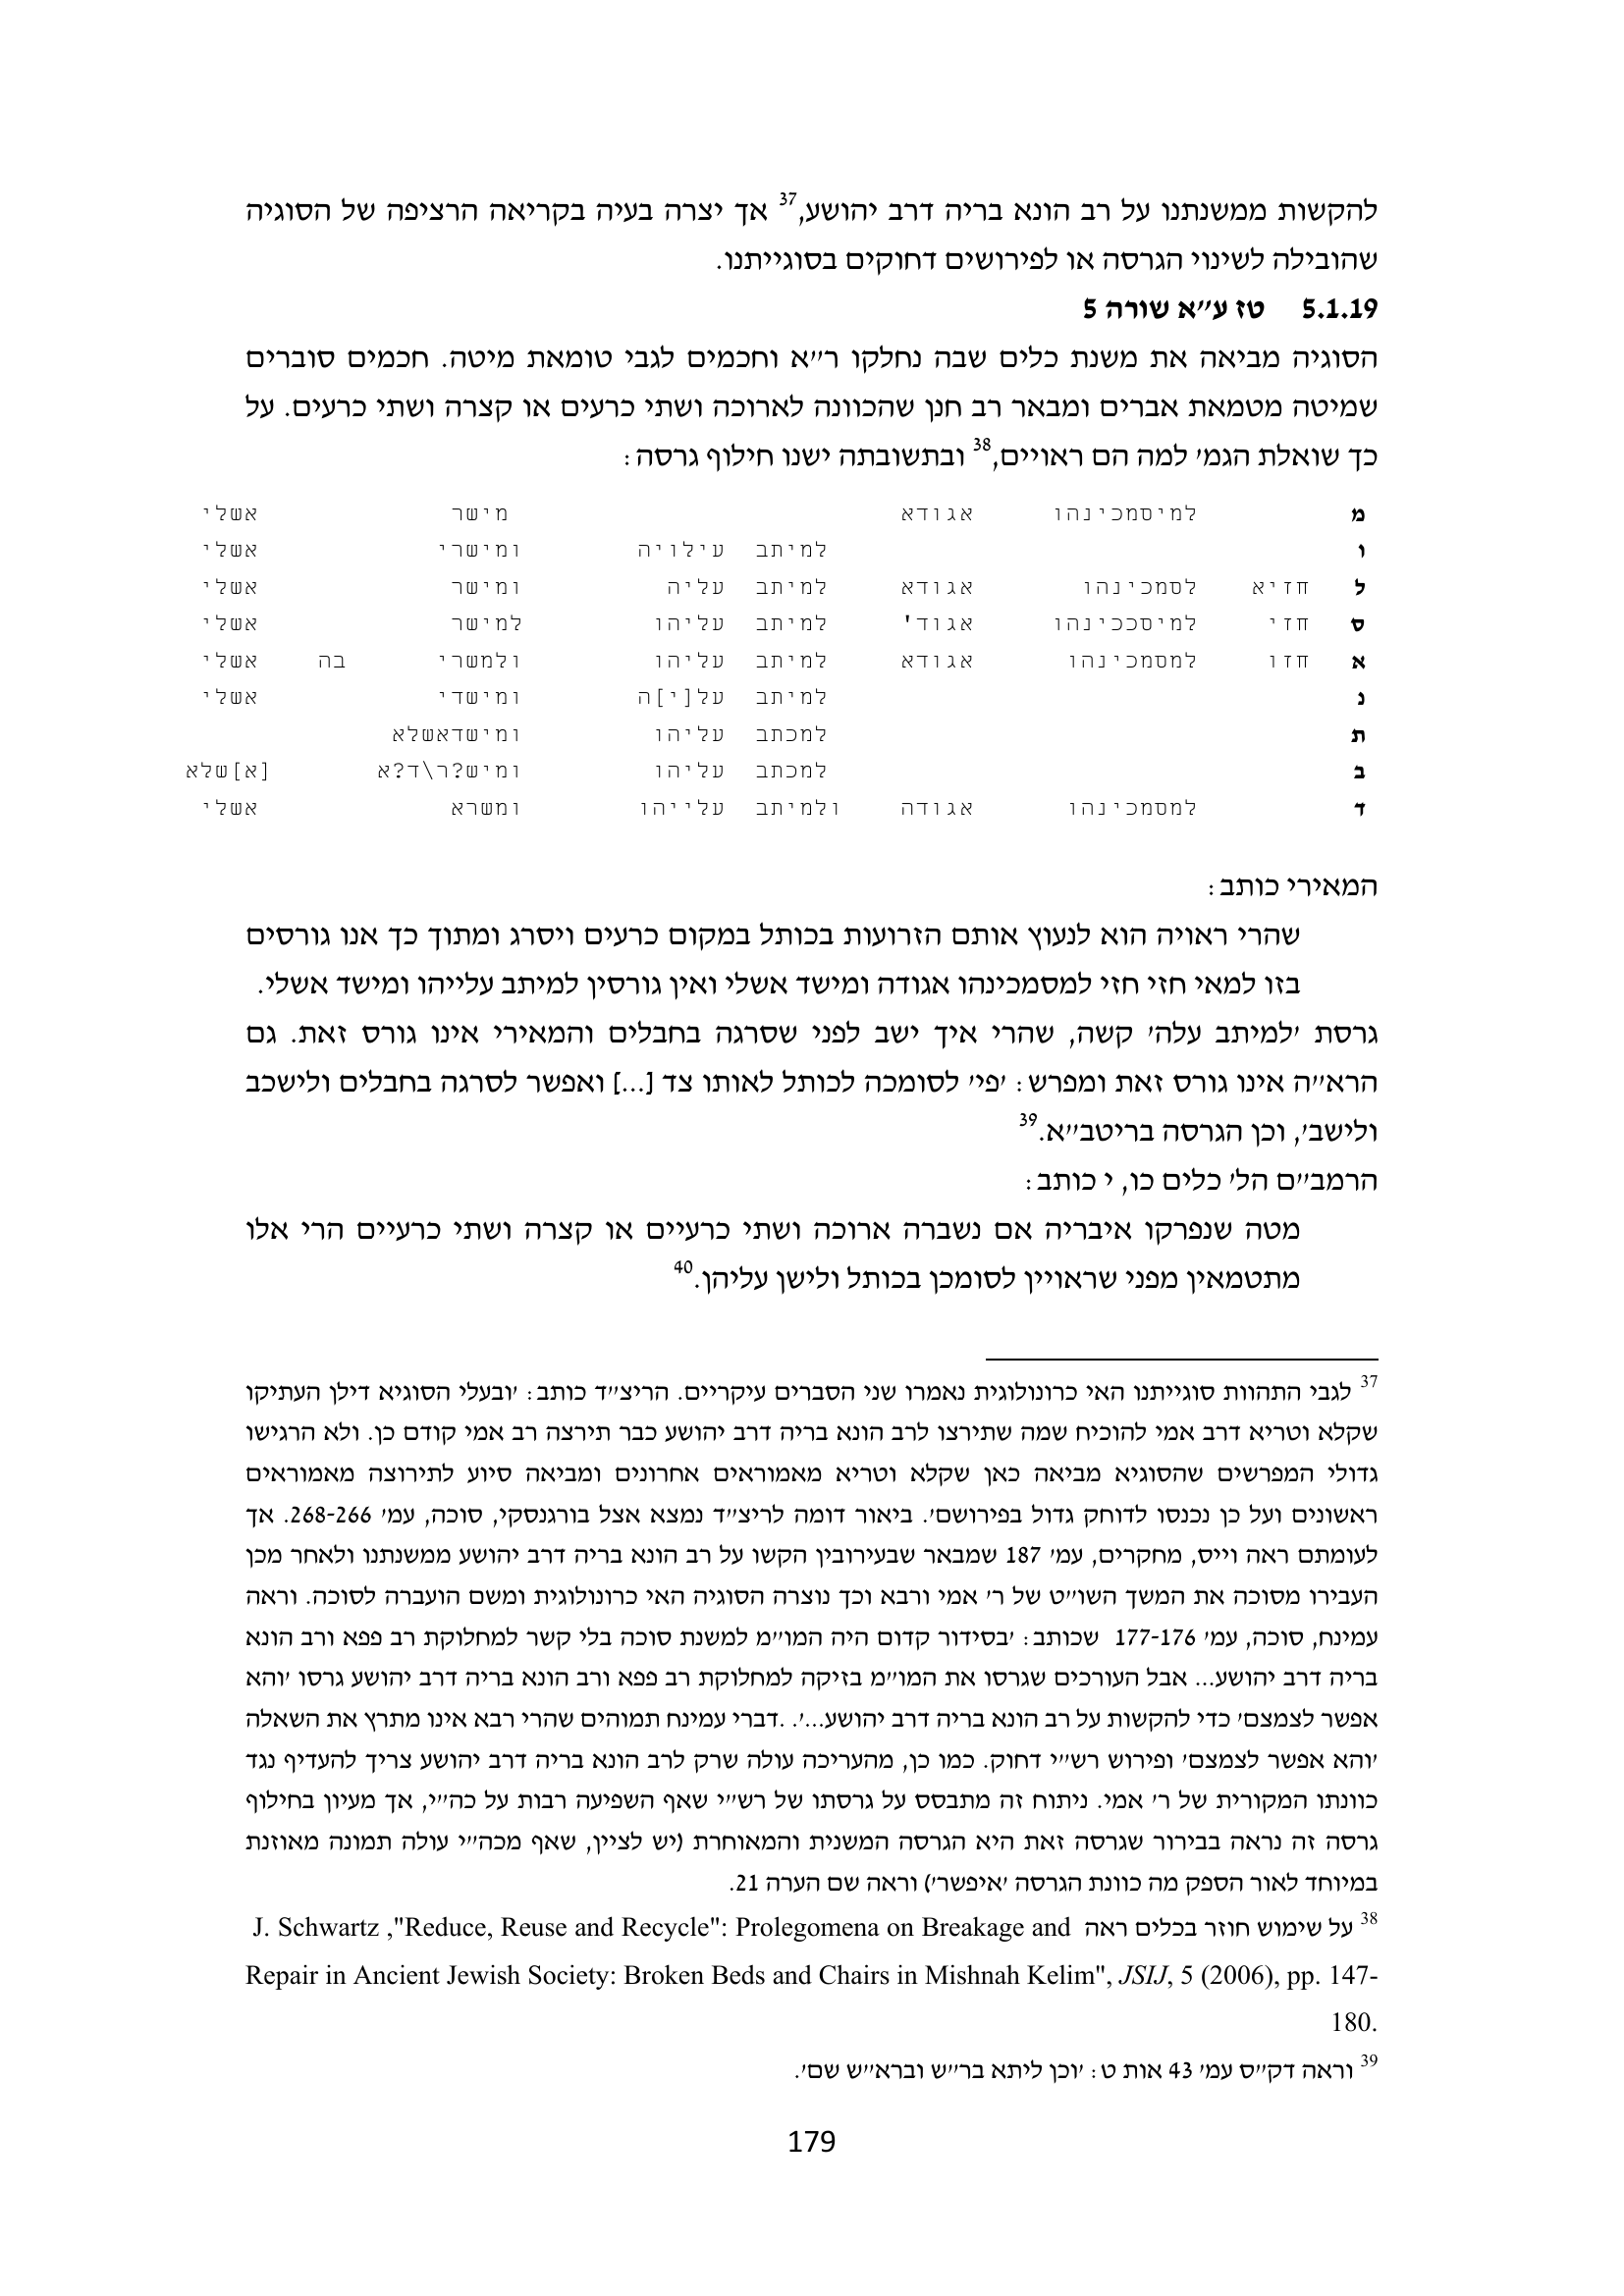 להקשות ממשנתנו על רב הונא בריה דרב יהושע,37 אך יצרה בעיה בקריאה הרציפה של הסוגיה
שהובילה לשינוי הגרסה או לפירושים דחוקים בסוגייתנו.
5.1.19 טז ע״א שורה 5
הסוגיה מביאה את משנת כלים שבה נחלקו ר״א וחכמים לגבי טומאת מיטה. חכמים סוברים
שמיטה מטמאת אברים ומבאר רב חנן שהכוונה לארוכה ושתי כרעים או קצרה ושתי כרעים. על
כך שואלת הגמ׳ למה הם ראויים,38 ובתשובתה ישנו חילוף גרסה:
מ למיסמכינהו אגודא מישר אשלי
ו למיתב עילויה ומישרי אשלי
ל חזיא לסמכינהו אגודא למיתב עליה ומישר אשלי
ס חזי למיסככינהו אגוד' למיתב עליהו למישר אשלי
א חזו למסמכינהו אגודא למיתב עליהו ולמשרי בה אשלי
נ למיתב על[י]ה ומישדי אשלי
ת למכתב עליהו ומישדאשלא
ב למכתב עליהו ומיש?ר\ד?א [א]שלא
ד למסמכינהו אגודה ולמיתב עלייהו ומשרא אשלי
המאירי כותב:
שהרי ראויה הוא לנעוץ אותם הזרועות בכותל במקום כרעים ויסרג ומתוך כך אנו גורסים
בזו למאי חזי חזי למסמכינהו אגודה ומישד אשלי ואין גורסין למיתב עלייהו ומישד אשלי.
גרסת ׳למיתב עלה׳ קשה, שהרי איך ישב לפני שסרגה בחבלים והמאירי אינו גורס זאת. גם
הרא״ה אינו גורס זאת ומפרש: ׳פי׳ לסומכה לכותל לאותו צד [...] ואפשר לסרגה בחבלים ולישכב
ולישב׳, וכן הגרסה בריטב״א.39
הרמב״ם הל׳ כלים כו, י כותב:
מטה שנפרקו איבריה אם נשברה ארוכה ושתי כרעיים או קצרה ושתי כרעיים הרי אלו
מתטמאין מפני שראויין לסומכן בכותל ולישן עליהן.40
37 לגבי התהוות סוגייתנו האי כרונולוגית נאמרו שני הסברים עיקריים. הריצ״ד כותב: ׳ובעלי הסוגיא דילן העתיקו
שקלא וטריא דרב אמי להוכיח שמה שתירצו לרב הונא בריה דרב יהושע כבר תירצה רב אמי קודם כן. ולא הרגישו
גדולי המפרשים שהסוגיא מביאה כאן שקלא וטריא מאמוראים אחרונים ומביאה סיוע לתירוצה מאמוראים
ראשונים ועל כן נכנסו לדוחק גדול בפירושם׳. ביאור דומה לריצ״ד נמצא אצל בורגנסקי, סוכה, עמ׳ 268-266. אך
לעומתם ראה וייס, מחקרים, עמ׳ 187 שמבאר שבעירובין הקשו על רב הונא בריה דרב יהושע ממשנתנו ולאחר מכן
העבירו מסוכה את המשך השו״ט של ר׳ אמי ורבא וכך נוצרה הסוגיה האי כרונולוגית ומשם הועברה לסוכה. וראה
עמינח, סוכה, עמ׳ 177-176 שכותב: ׳בסידור קדום היה המו״מ למשנת סוכה בלי קשר למחלוקת רב פפא ורב הונא
בריה דרב יהושע... אבל העורכים שגרסו את המו״מ בזיקה למחלוקת רב פפא ורב הונא בריה דרב יהושע גרסו ׳והא
אפשר לצמצם׳ כדי להקשות על רב הונא בריה דרב יהושע...׳. .דברי עמינח תמוהים שהרי רבא אינו מתרץ את השאלה
׳והא אפשר לצמצם׳ ופירוש רש״י דחוק. כמו כן, מהעריכה עולה שרק לרב הונא בריה דרב יהושע צריך להעדיף נגד
כוונתו המקורית של ר׳ אמי. ניתוח זה מתבסס על גרסתו של רש״י שאף השפיעה רבות על כה״י, אך מעיון בחילוף
גרסה זה נראה בבירור שגרסה זאת היא הגרסה המשנית והמאוחרת (יש לציין, שאף מכה״י עולה תמונה מאוזנת
במיוחד לאור הספק מה כוונת הגרסה ׳איפשר׳) וראה שם הערה 21.
38 על שימוש חוזר בכלים ראה J. Schwartz ,"Reduce, Reuse and Recycle": Prolegomena on Breakage and
Repair in Ancient Jewish Society: Broken Beds and Chairs in Mishnah Kelim", JSIJ, 5 (2006), pp. 147-
180.
39 וראה דק״ס עמ׳ 43 אות ט: ׳וכן ליתא בר״ש וברא״ש שם׳.
179